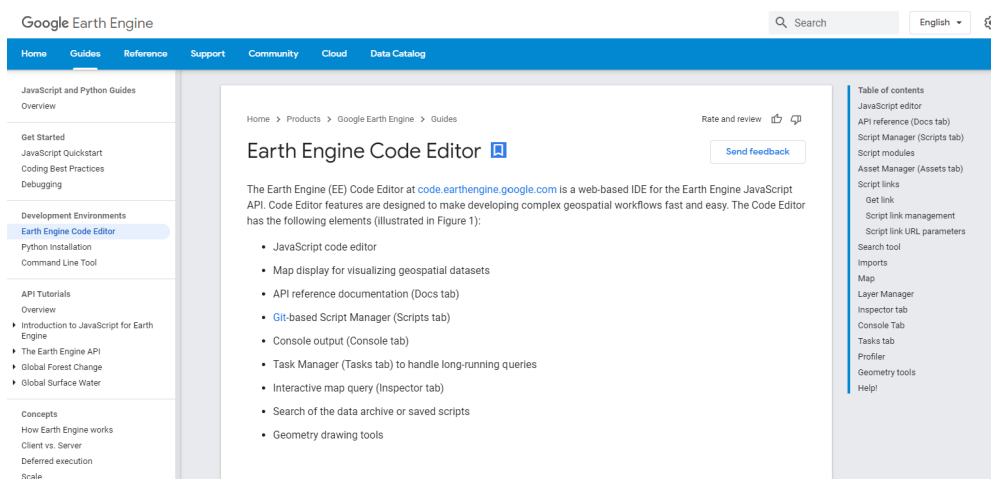 Google Earth Engine
Search
English
Home Guides Reference Support Community Cloud Data Catalog
JavaScript and Python Guides
Overview
Get Started
JavaScript Quickstart
Coding Best Practices
Debugging
Development Environments
Earth Engine Code Editor
Python Installation
Command Line Tool
API Tutorials
Overview
Introduction to JavaScript for Earth
Engine
The Earth Engine API
Global Forest Change
Global Surface Water
Concepts
How Earth Engine works
Client vs. Server
Deferred execution
Scale
Home > Products > Google Earth Engine > Guides
Rate and review
Earth Engine Code Editor
Send feedback
The Earth Engine (EE) Code Editor at code.earthengine.google.com is a web-based IDE for the Earth Engine JavaScript
API. Code Editor features are designed to make developing complex geospatial workflows fast and easy. The Code Editor
has the following elements (illustrated in Figure 1):
• JavaScript code editor
• Map display for visualizing geospatial datasets
• API reference documentation (Docs tab)
• Git-based Script Manager (Scripts tab)
• Console output (Console tab)
• Task Manager (Tasks tab) to handle long-running queries
• Interactive map query (Inspector tab)
• Search of the data archive or saved scripts
• Geometry drawing tools
Table of contents
JavaScript editor
API reference (Docs tab)
Script Manager (Scripts tab)
Script modules
Asset Manager (Assets tab)
Script links
Get link
Script link management
Script link URL parameters
Search tool
Imports
Map
Layer Manager
Inspector tab
Console Tab
Tasks tab
Profiler
Geometry tools
Help!